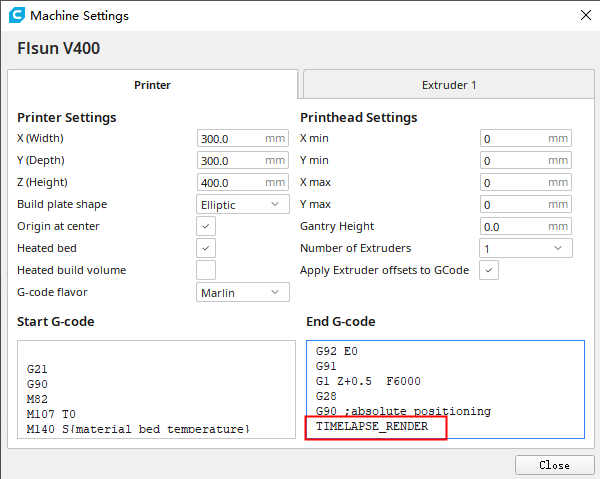 Machine Settings
FIsun V400
Printer
Extruder 1
Printer Settings
X (Width)
300.0 mm
Y (Depth)
300.0 mm
Z (Height)
400.0 mm
Build plate shape
Elliptic
Origin at center
Heated bed
Heated build volume
G-code flavor
Marlin
Printhead Settings
X min
0 mm
Y min
0 mm
X max
0 mm
Y max
0 mm
Gantry Height
0.0 mm
Number of Extruders
1
Apply Extruder offsets to GCode
Start G-code
G21
G90
M82
M107 T0
M140 S{material_bed_temperature}
End G-code
G92 E0
G91
G1 Z+0.5 F6000
G28
G90 ;absolute positioning
TIMELAPSE_RENDER
Close